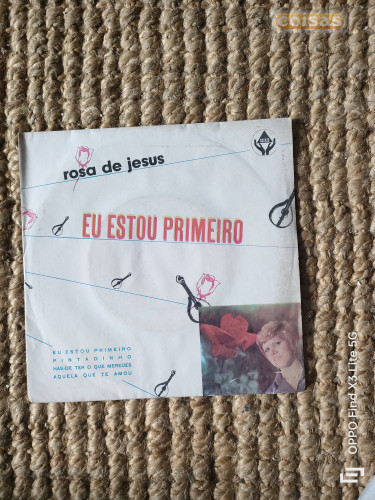 coisas
rosa de jesus
EU ESTOU PRIMEIRO
EU ESTOU PRIMEIRO
PINTADINHO
HAS-DE TER O QUE MERECES
AQUELA QUE TE AMOU
OPPO Find X3 Lite 5G